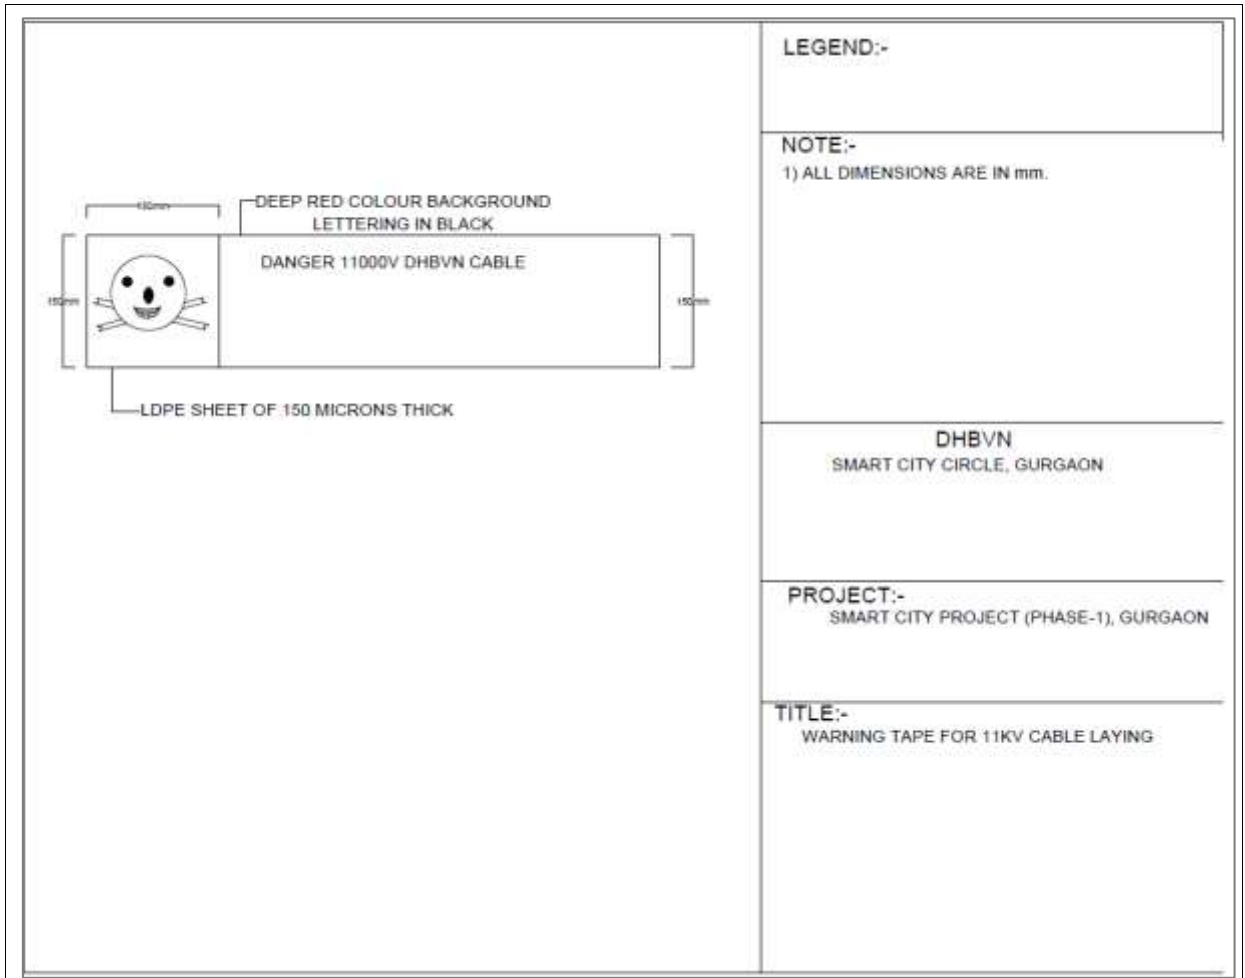 DEEP RED COLOUR BACKGROUND
LETTERING IN BLACK
DANGER 11000V DHBVN CABLE
150mm
150mm
LDPE SHEET OF 150 MICRONS THICK
LEGEND:-
NOTE:-
1) ALL DIMENSIONS ARE IN mm.
DHBVN
SMART CITY CIRCLE, GURGAON
PROJECT:-
SMART CITY PROJECT (PHASE-1), GURGAON
TITLE:-
WARNING TAPE FOR 11KV CABLE LAYING